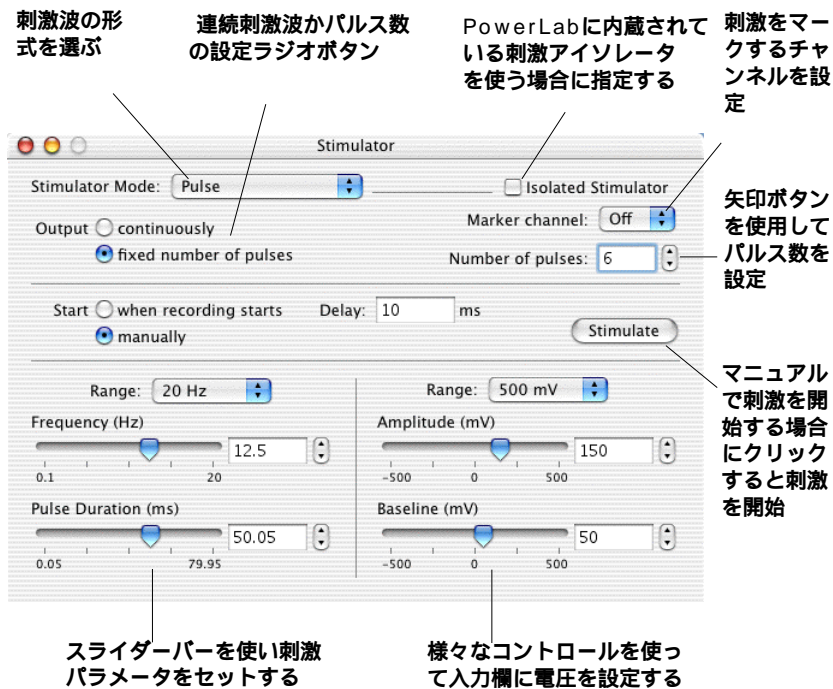 刺激波の形
式を選ぶ
連続刺激波かパルス数
の設定ラジオボタン
PowerLabに内蔵されて
いる刺激アイソレータ
を使う場合に指定する
刺激をマー
クするチャ
ンネルを設
定
Stimulator
Stimulator Mode: Pulse
Isolated Stimulator
Output continuously
fixed number of pulses
Marker channel: Off
Number of pulses: 6
矢印ボタン
を使用して
パルス数を
設定
Start when recording starts
manually
Delay: 10 ms
Stimulate
マニュアル
で刺激を開
始する場合
にクリック
すると刺激
を開始
Range: 20 Hz
Frequency (Hz)
12.5
0.1 20
Pulse Duration (ms)
50.05
0.05 79.95
Range: 500 mV
Amplitude (mV)
150
-500 0 500
Baseline (mV)
50
-500 0 500
スライダーバーを使い刺激
パラメータをセットする
様々なコントロールを使っ
て入力欄に電圧を設定する